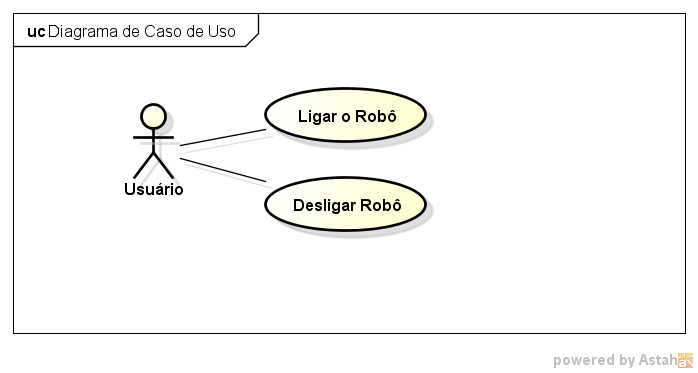 uc Diagrama de Caso de Uso
Ligar o Robô
Usuário
Desligar Robô
powered by Astah